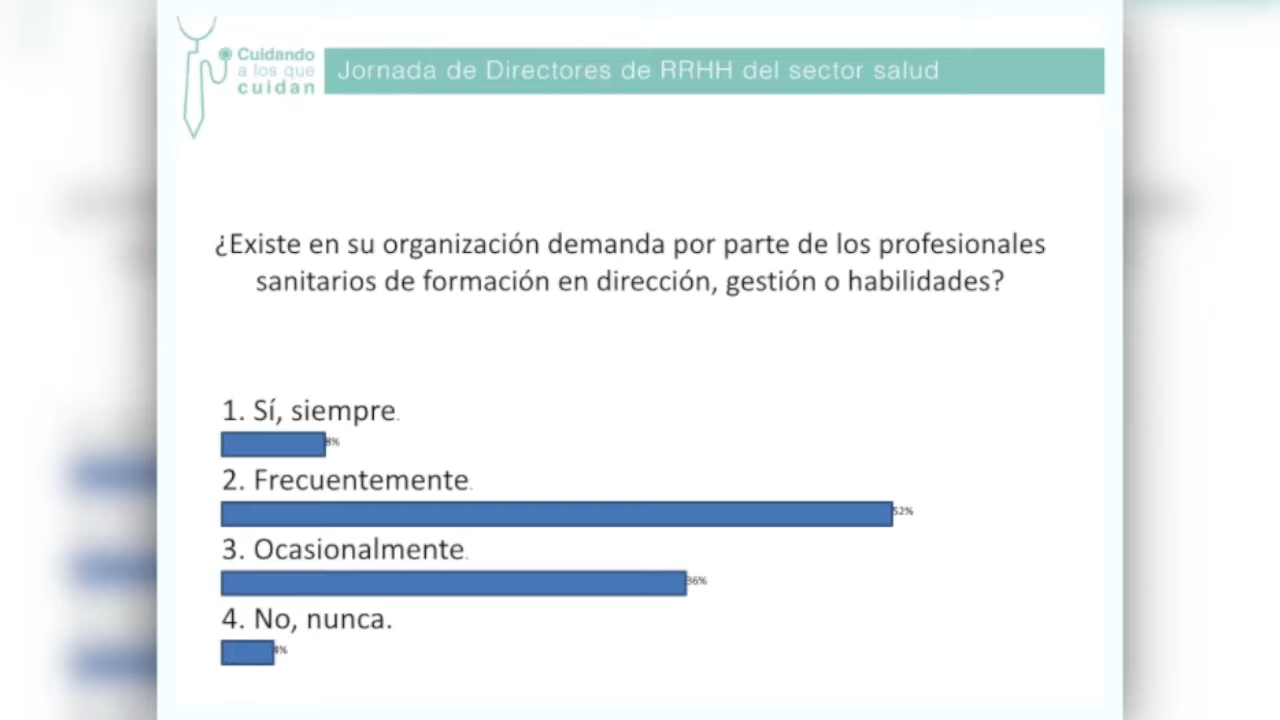 Cuidando
a los que
cuidan
Jornada de Directores de RRHH del sector salud
¿Existe en su organización demanda por parte de los profesionales
sanitarios de formación en dirección, gestión o habilidades?
1. Sí, siempre.
8%
2. Frecuentemente.
52%
3. Ocasionalmente.
36%
4. No, nunca.
4%